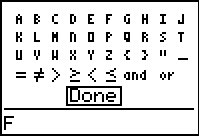 A B C D E F G H I J
K L M N O P Q R S T
U V W X Y Z { } " _
= ≠ > ≥ < ≤ and or
Done
F